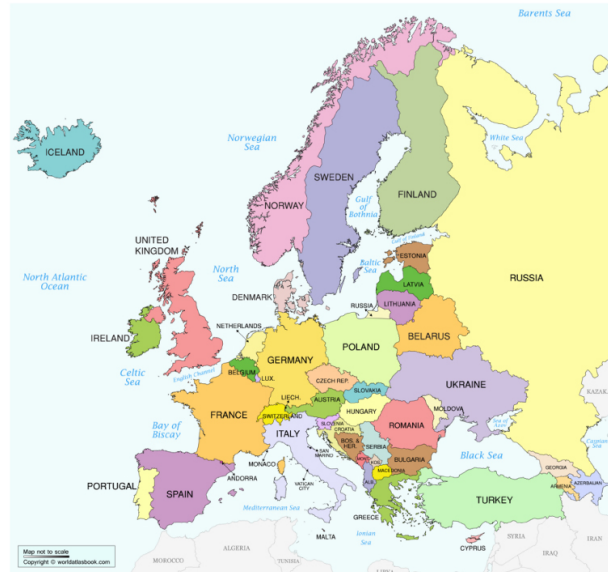 Barents Sea
ICELAND
Norwegian
Sea
White Sea
SWEDEN
FINLAND
NORWAY
Gulf
of
Bothnia
UNITED
KINGDOM
Gulf of Finland
ESTONIA
North Atlantic
Ocean
North
Sea
Baltic
Sea
RUSSIA
LATVIA
DENMARK
LITHUANIA
RUSSIA
NETHERLANDS
IRELAND
BELARUS
POLAND
GERMANY
Celtic
Sea
English Channel
BELGIUM
LUX.
CZECH REP.
UKRAINE
KAZAK.
SLOVAKIA
LIECH.
AUSTRIA
FRANCE
SWITZERLAND
HUNGARY
MOLDOVA
Bay of
Biscay
ITALY
SLOVENIA
CROATIA
ROMANIA
Sea of
Azov
SAN
MARINO
BOS. &
HER.
SERBIA
Caspian
Sea
MONACO
BULGARIA
Black Sea
GEORGIA
PORTUGAL
SPAIN
ANDORRA
VATICAN
CITY
MACEDONIA
ALB.
ARMENIA
AZERBAIJAN
TURKEY
Mediterranean Sea
GREECE
Ionian
Sea
MALTA
CYPRUS
SYRIA
IRAQ
IRAN
Map not to scale
Copyright © worldatlasbook.com
MOROCCO
ALGERIA
TUNISIA